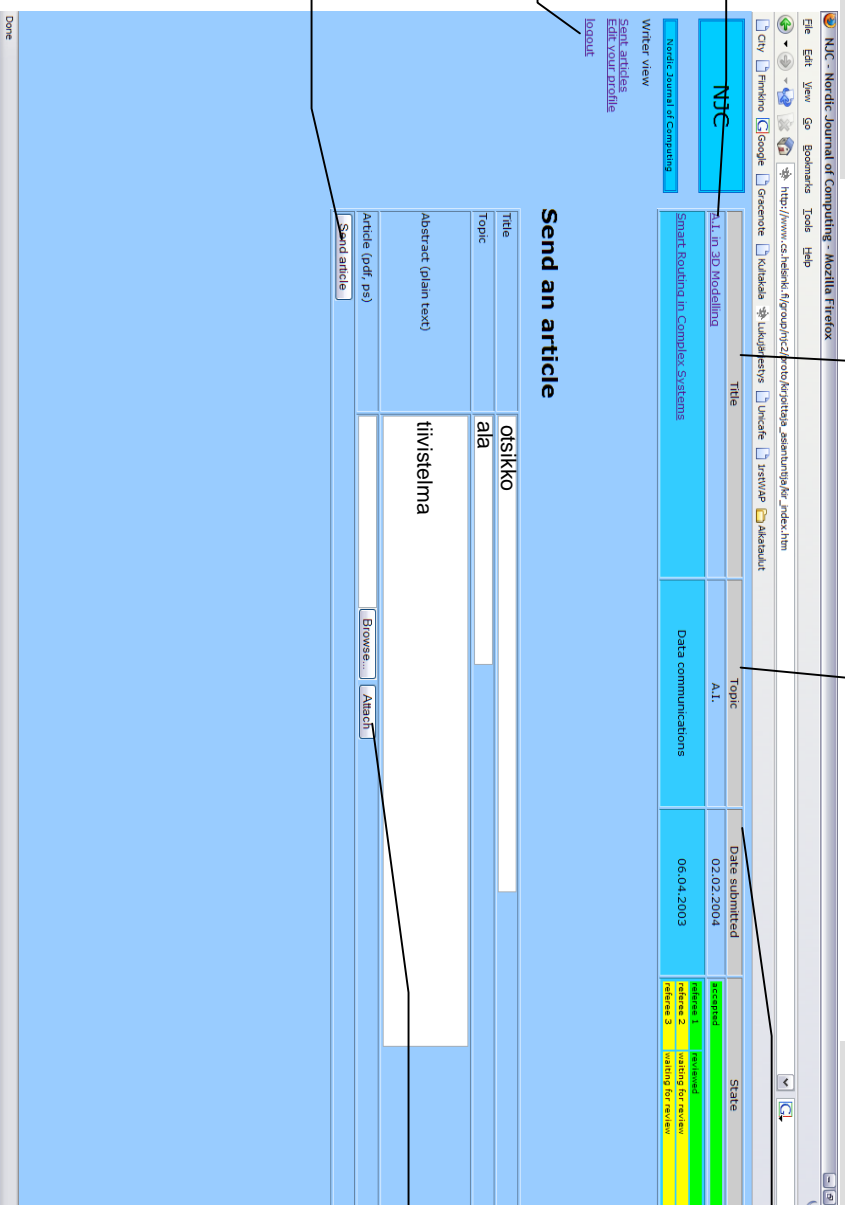 NJC - Nordic Journal of Computing - Mozilla Firefox
File Edit View Go Bookmarks Tools Help
http://www.cs.helsinki.fi/group/njc2/proto/kirjoittaja_asiantuntija/kir_index.htm
City Finnkino Google Gracenote Kultakala Lukujärjestys Unicafe 1rstWAP Aikataulut
NJC
Nordic Journal of Computing
Writer view
Sent articles
Edit your profile
logout
Title Topic Date submitted State
A.I. in 3D Modelling A.I. 02.02.2004 accepted
Smart Routing in Complex Systems Data communications 06.04.2003
referee 1 reviewed
referee 2 waiting for review
referee 3 waiting for review
Send an article
Title otsikko
Topic ala
Abstract (plain text) tiivistelma
Article (pdf, ps) Browse... Attach
Send article
Done